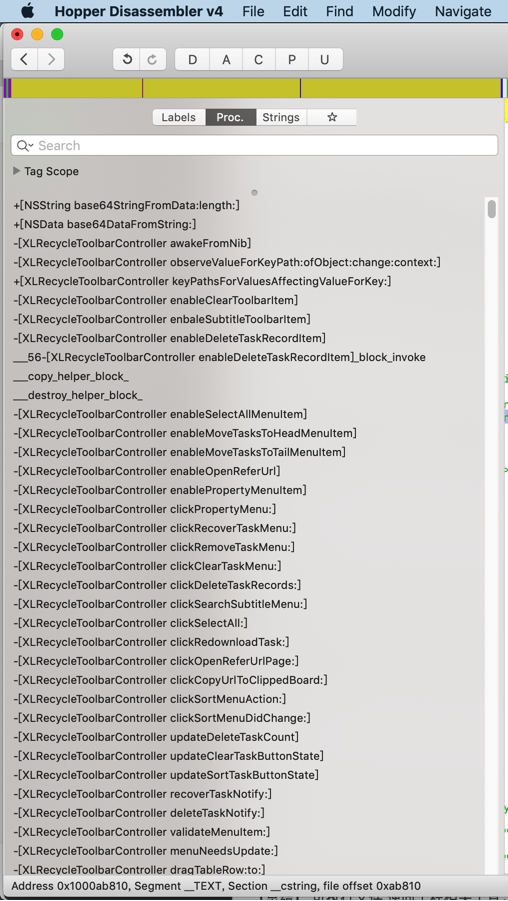 Hopper Disassembler v4 File Edit Find Modify Navigate
D A C P U
Labels Proc. Strings
Search
Tag Scope
+[NSString base64StringFromData:length:]
+[NSData base64DataFromString:]
-[XLRecycleToolbarController awakeFromNib]
-[XLRecycleToolbarController observeValueForKeyPath:ofObject:change:context:]
+[XLRecycleToolbarController keyPathsForValuesAffectingValueForKey:]
-[XLRecycleToolbarController enableClearToolbarItem]
-[XLRecycleToolbarController enbaleSubtitleToolbarItem]
-[XLRecycleToolbarController enableDeleteTaskRecordItem]
___56-[XLRecycleToolbarController enableDeleteTaskRecordItem]_block_invoke
___copy_helper_block_
___destroy_helper_block_
-[XLRecycleToolbarController enableSelectAllMenuItem]
-[XLRecycleToolbarController enableMoveTasksToHeadMenuItem]
-[XLRecycleToolbarController enableMoveTasksToTailMenuItem]
-[XLRecycleToolbarController enableOpenReferUrl]
-[XLRecycleToolbarController enablePropertyMenuItem]
-[XLRecycleToolbarController clickPropertyMenu:]
-[XLRecycleToolbarController clickRecoverTaskMenu:]
-[XLRecycleToolbarController clickRemoveTaskMenu:]
-[XLRecycleToolbarController clickClearTaskMenu:]
-[XLRecycleToolbarController clickDeleteTaskRecords:]
-[XLRecycleToolbarController clickSearchSubtitleMenu:]
-[XLRecycleToolbarController clickSelectAll:]
-[XLRecycleToolbarController clickRedownloadTask:]
-[XLRecycleToolbarController clickOpenReferUrlPage:]
-[XLRecycleToolbarController clickCopyUrlToClippedBoard:]
-[XLRecycleToolbarController clickSortMenuAction:]
-[XLRecycleToolbarController clickSortMenuDidChange:]
-[XLRecycleToolbarController updateDeleteTaskCount]
-[XLRecycleToolbarController updateClearTaskButtonState]
-[XLRecycleToolbarController updateSortTaskButtonState]
-[XLRecycleToolbarController recoverTaskNotify:]
-[XLRecycleToolbarController deleteTaskNotify:]
-[XLRecycleToolbarController validateMenuItem:]
-[XLRecycleToolbarController menuNeedsUpdate:]
-[XLRecycleToolbarController dragTableRow:to:]
Address 0x1000ab810, Segment __TEXT, Section __cstring, file offset 0xab810